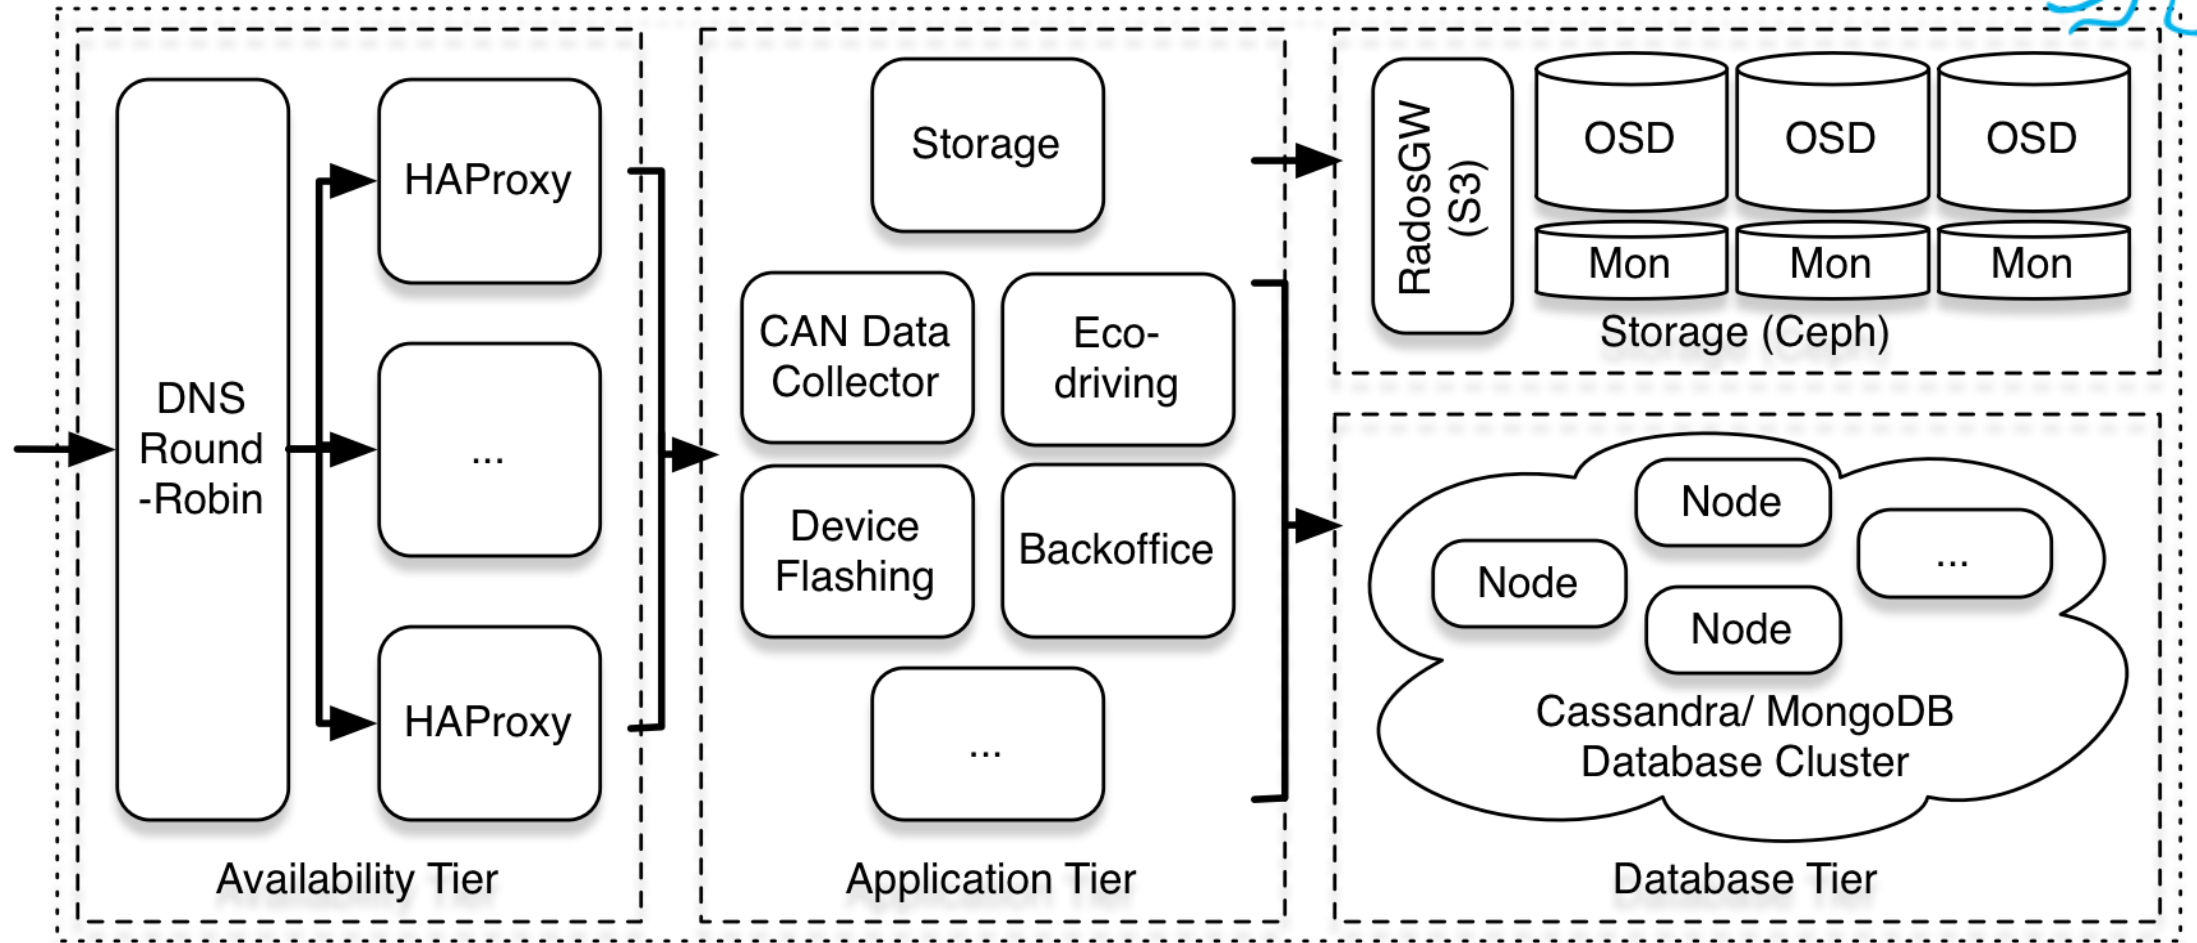 DNS
Round
-Robin
HAProxy
...
HAProxy
Availability Tier
Storage
CAN Data
Collector
Eco-
driving
Device
Flashing
Backoffice
...
Application Tier
RadosGW
(S3)
OSD
OSD
OSD
Mon
Mon
Mon
Storage (Ceph)
Node
Node
...
Node
Cassandra/ MongoDB
Database Cluster
Database Tier